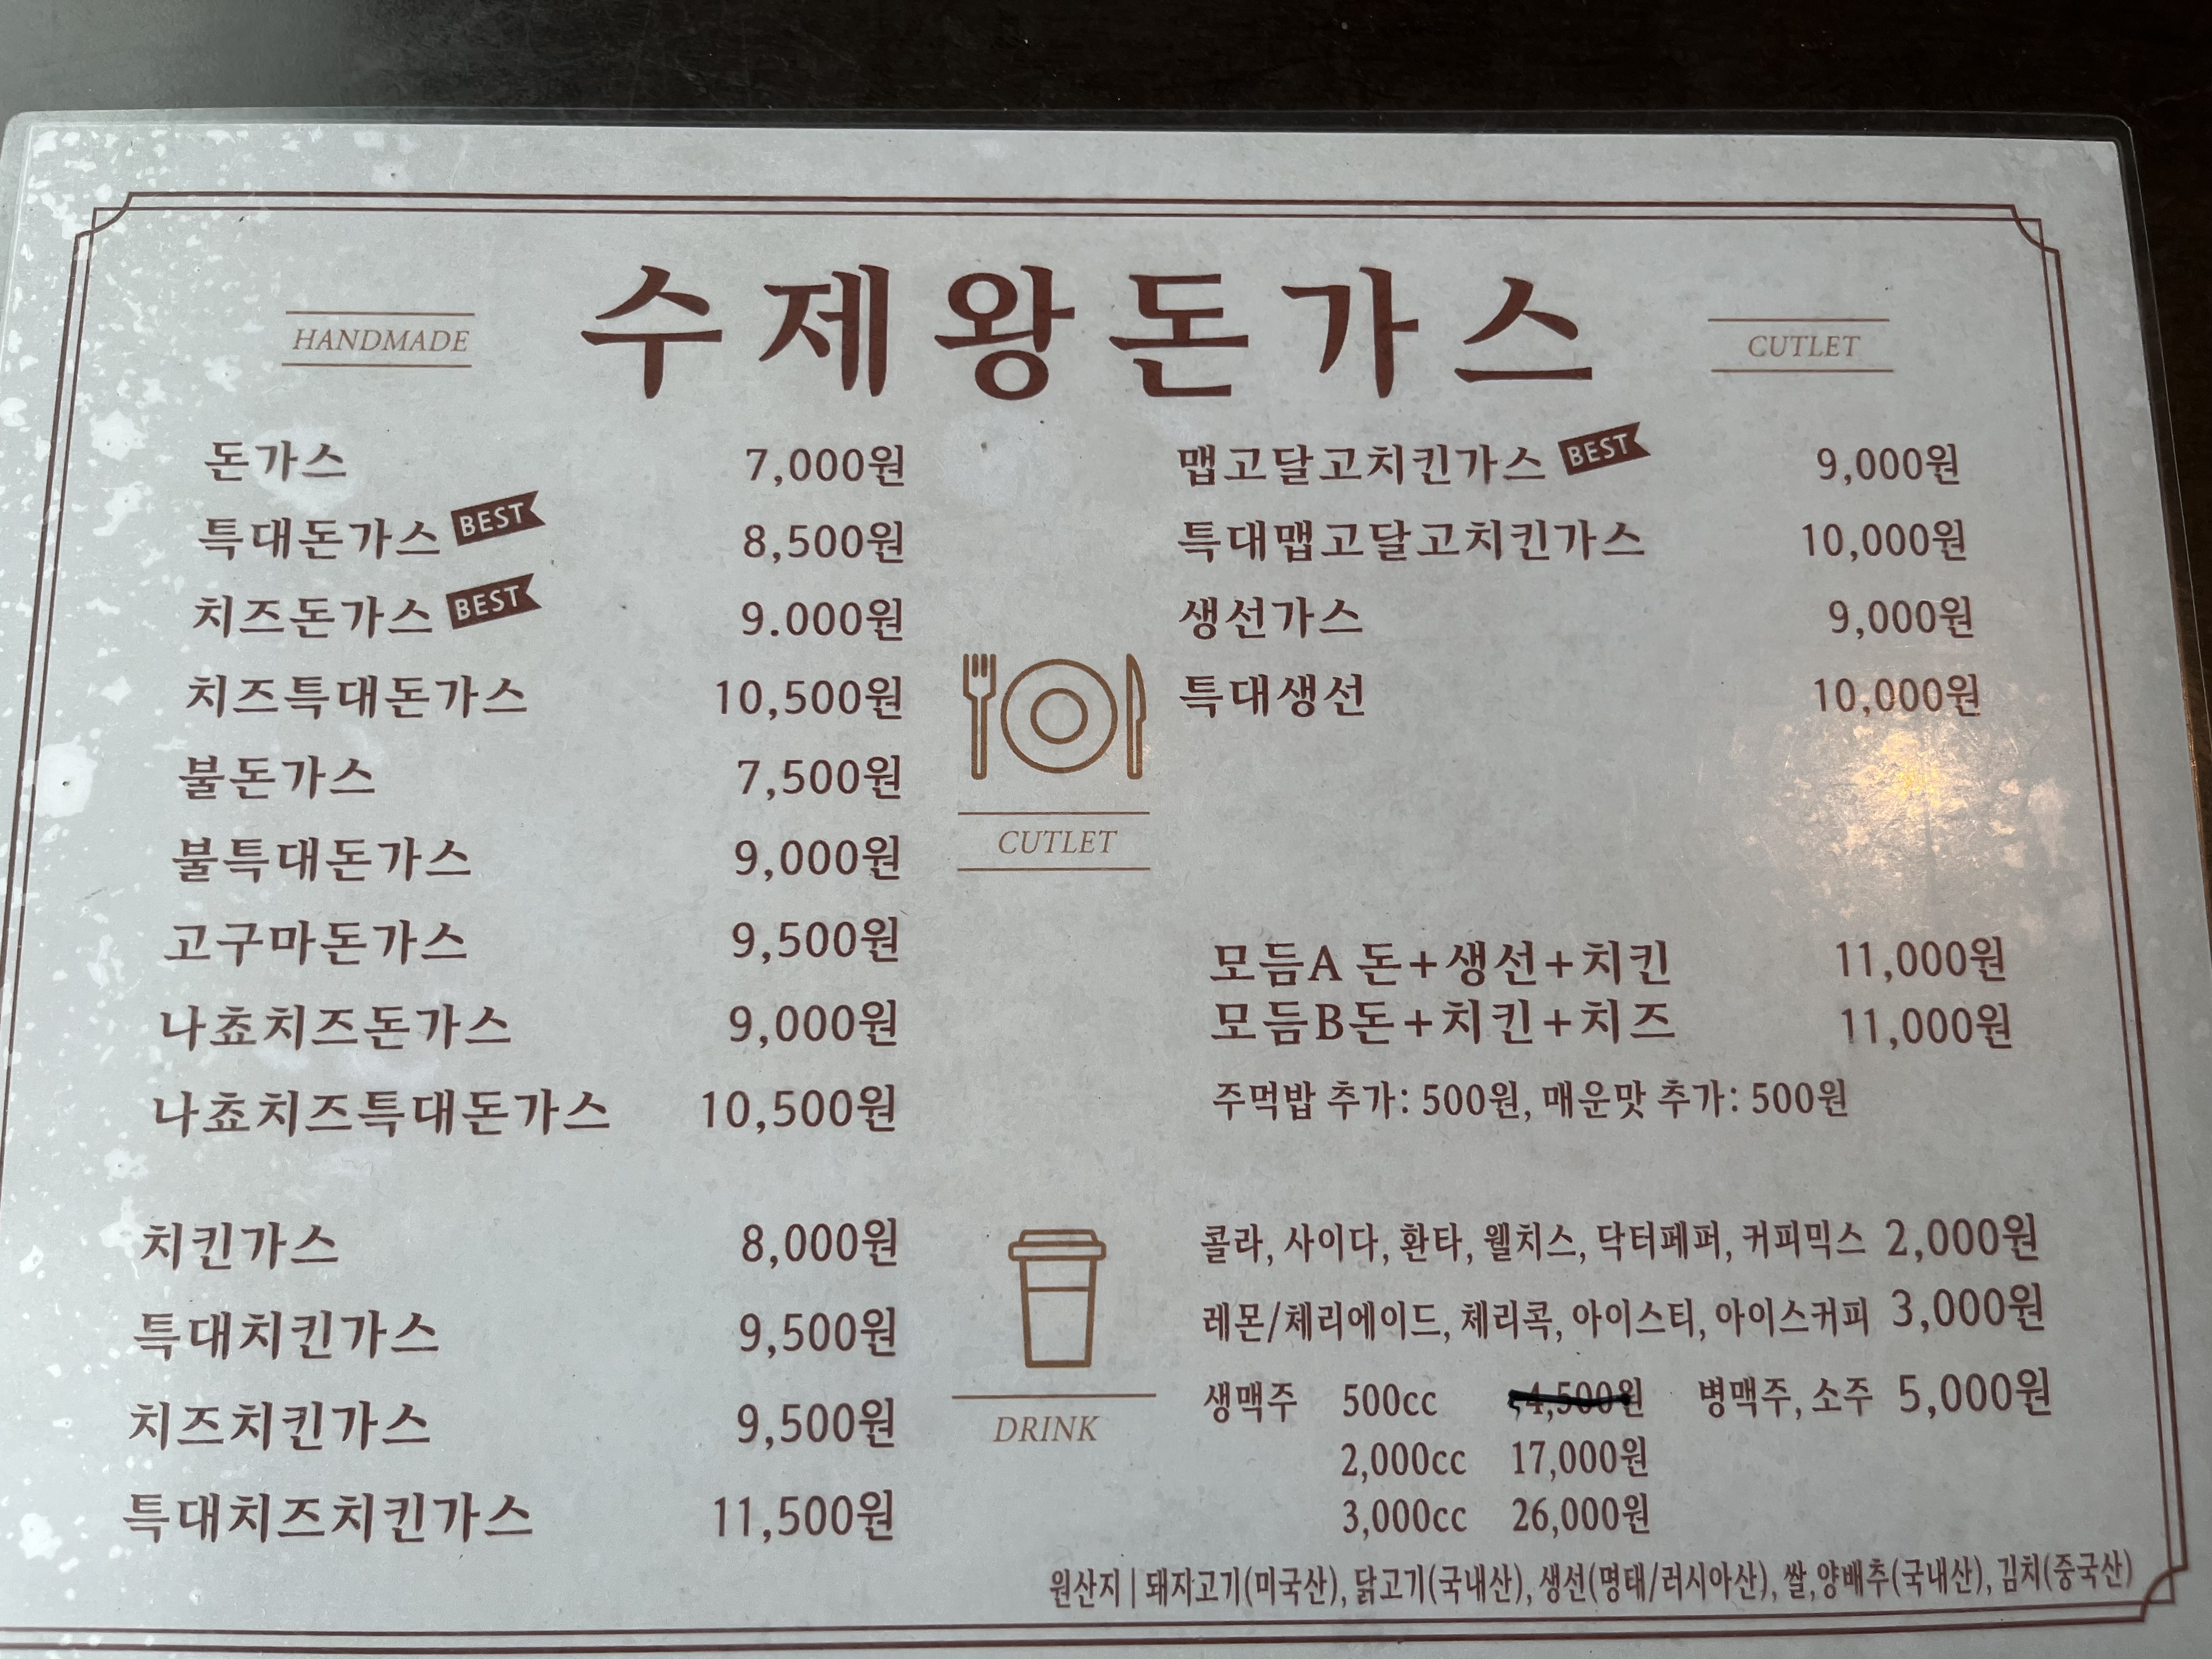 HANDMADE 수제왕돈가스 CUTLET
돈가스 7,000원
특대돈가스 BEST 8,500원
치즈돈가스 BEST 9.000원
치즈특대돈가스 10,500원
불돈가스 7,500원
불특대돈가스 9,000원
고구마돈가스 9,500원
나쵸치즈돈가스 9,000원
나쵸치즈특대돈가스 10,500원
치킨가스 8,000원
특대치킨가스 9,500원
치즈치킨가스 9,500원
특대치즈치킨가스 11,500원
CUTLET
맵고달고치킨가스 BEST 9,000원
특대맵고달고치킨가스 10,000원
생선가스 9,000원
특대생선 10,000원
모듬A 돈+생선+치킨 11,000원
모듬B돈+치킨+치즈 11,000원
주먹밥 추가: 500원, 매운맛 추가: 500원
DRINK
콜라, 사이다, 환타, 웰치스, 닥터페퍼, 커피믹스 2,000원
레몬/체리에이드, 체리콕, 아이스티, 아이스커피 3,000원
생맥주 500cc 4,500원 병맥주, 소주 5,000원
2,000cc 17,000원
3,000cc 26,000원
원산지 | 돼지고기(미국산), 닭고기(국내산), 생선(명태/러시아산), 쌀,양배추(국내산), 김치(중국산)